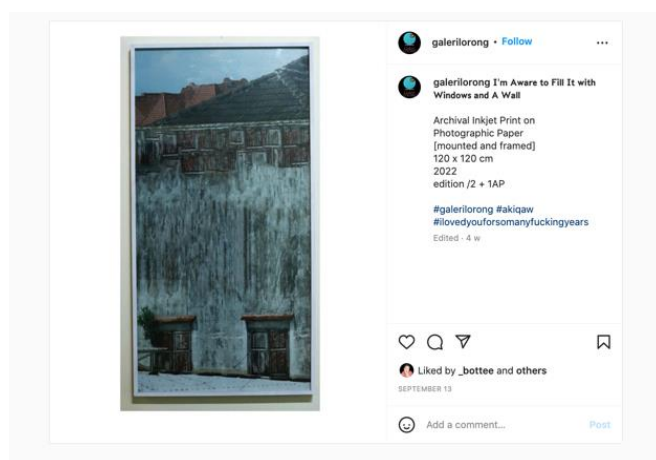 galerilorong • Follow
galerilorong I'm Aware to Fill It with
Windows and A Wall
Archival Inkjet Print on
Photographic Paper
[mounted and framed]
120 x 120 cm
2022
edition /2 + 1AP
#galerilorong #akiqaw
#ilovedyouforsomanyfuckingyears
Edited · 4 w
Liked by _bottee and others
SEPTEMBER 13
Add a comment...
Post